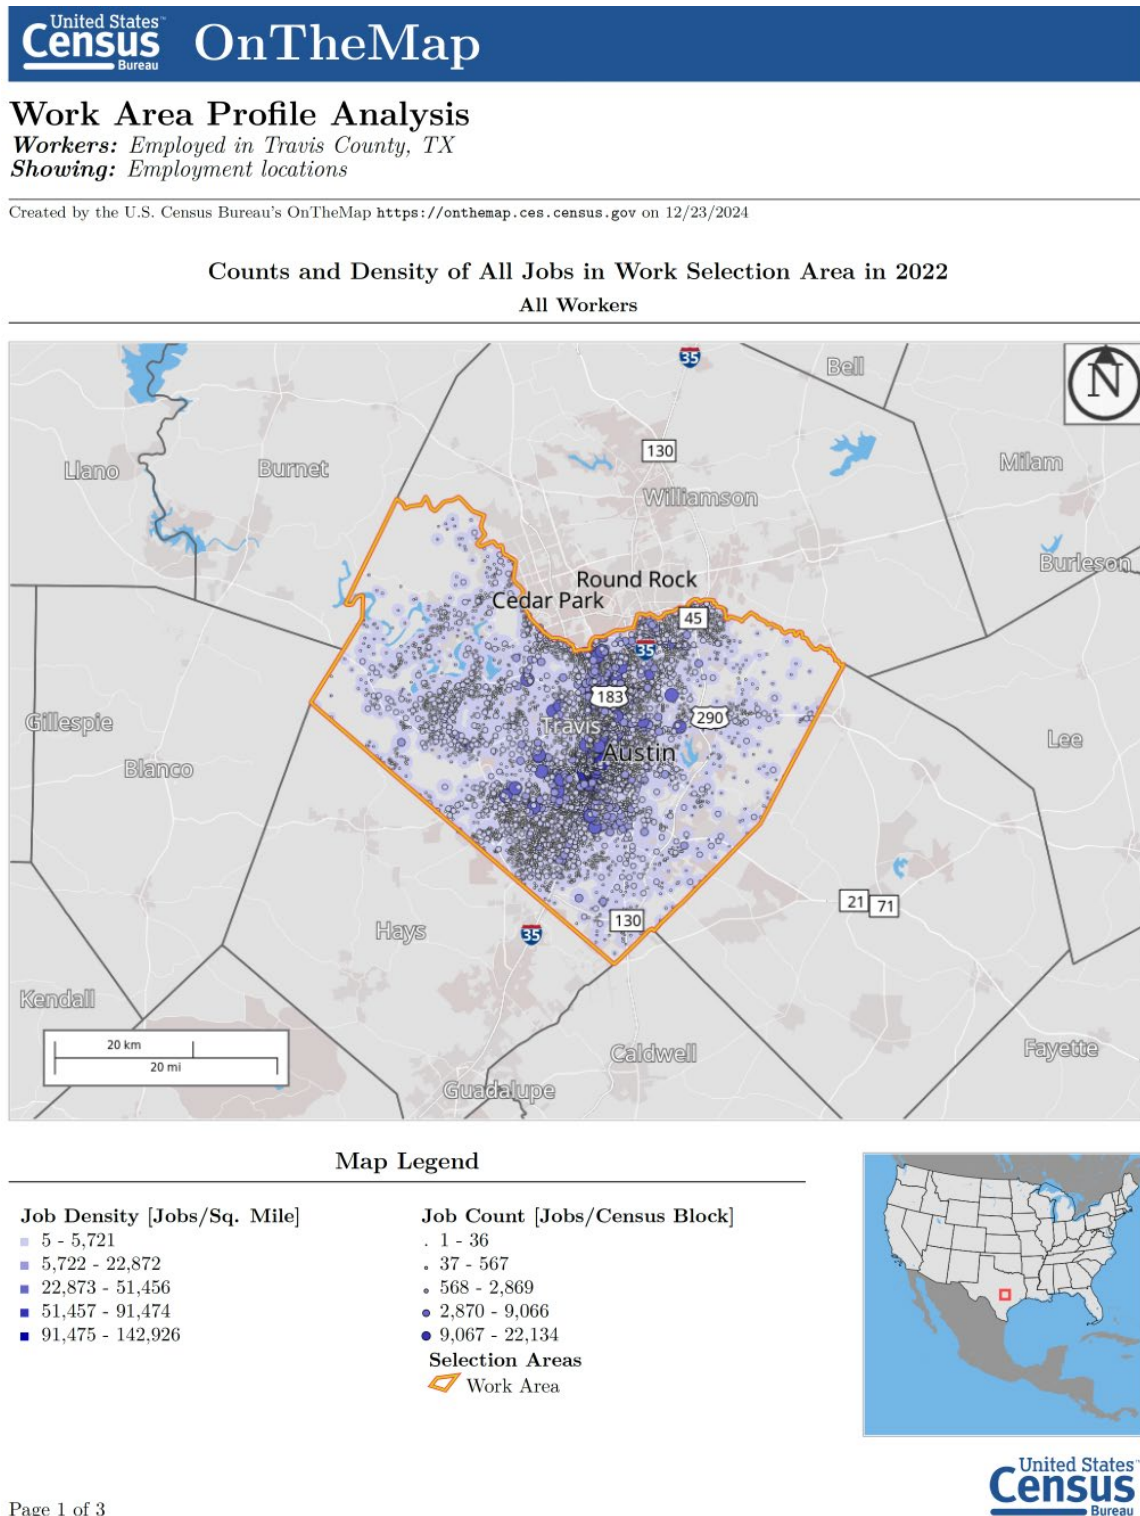 United States™
Census
Bureau
OnTheMap
Work Area Profile Analysis
Workers: Employed in Travis County, TX
Showing: Employment locations
Created by the U.S. Census Bureau's OnTheMap https://onthemap.ces.census.gov on 12/23/2024
Counts and Density of All Jobs in Work Selection Area in 2022
All Workers
35
Bell
N
130
Llano
Burnet
Milam
Williamson
Burleson
Round Rock
Cedar Park
45
35
183
290
Gillespie
Travis
Austin
Lee
Blanco
21
71
130
Hays
35
Kendall
20 km
20 mi
Caldwell
Fayette
Guadalupe
Map Legend
Job Density [Jobs/Sq. Mile]
5 - 5,721
5,722 - 22,872
22,873 - 51,456
51,457 - 91,474
91,475 - 142,926
Job Count [Jobs/Census Block]
1 - 36
37 - 567
568 - 2,869
2,870 - 9,066
9,067 - 22,134
Selection Areas
Work Area
United States™
Census
Bureau
Page 1 of 3